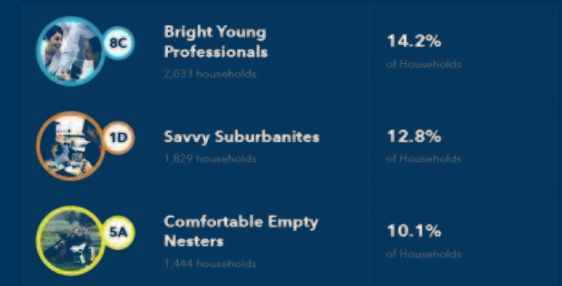 8C
Bright Young
Professionals
2,033 households
14.2%
of Households
1D
Savvy Suburbanites
1,829 households
12.8%
of Households
5A
Comfortable Empty
Nesters
1,444 households
10.1%
of Households